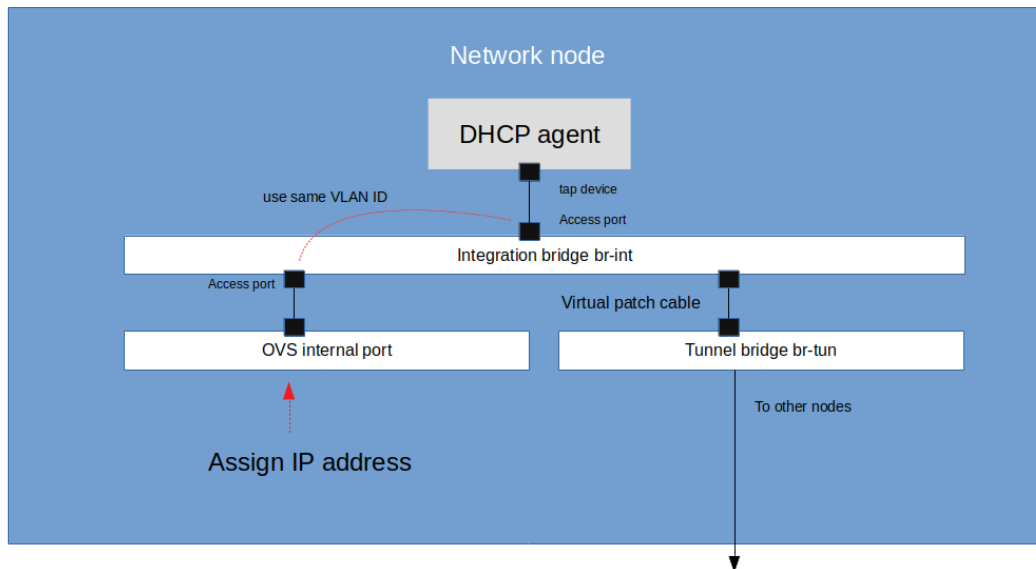 Network node
DHCP agent
tap device
use same VLAN ID
Access port
Integration bridge br-int
Access port
Virtual patch cable
OVS internal port
Tunnel bridge br-tun
To other nodes
Assign IP address